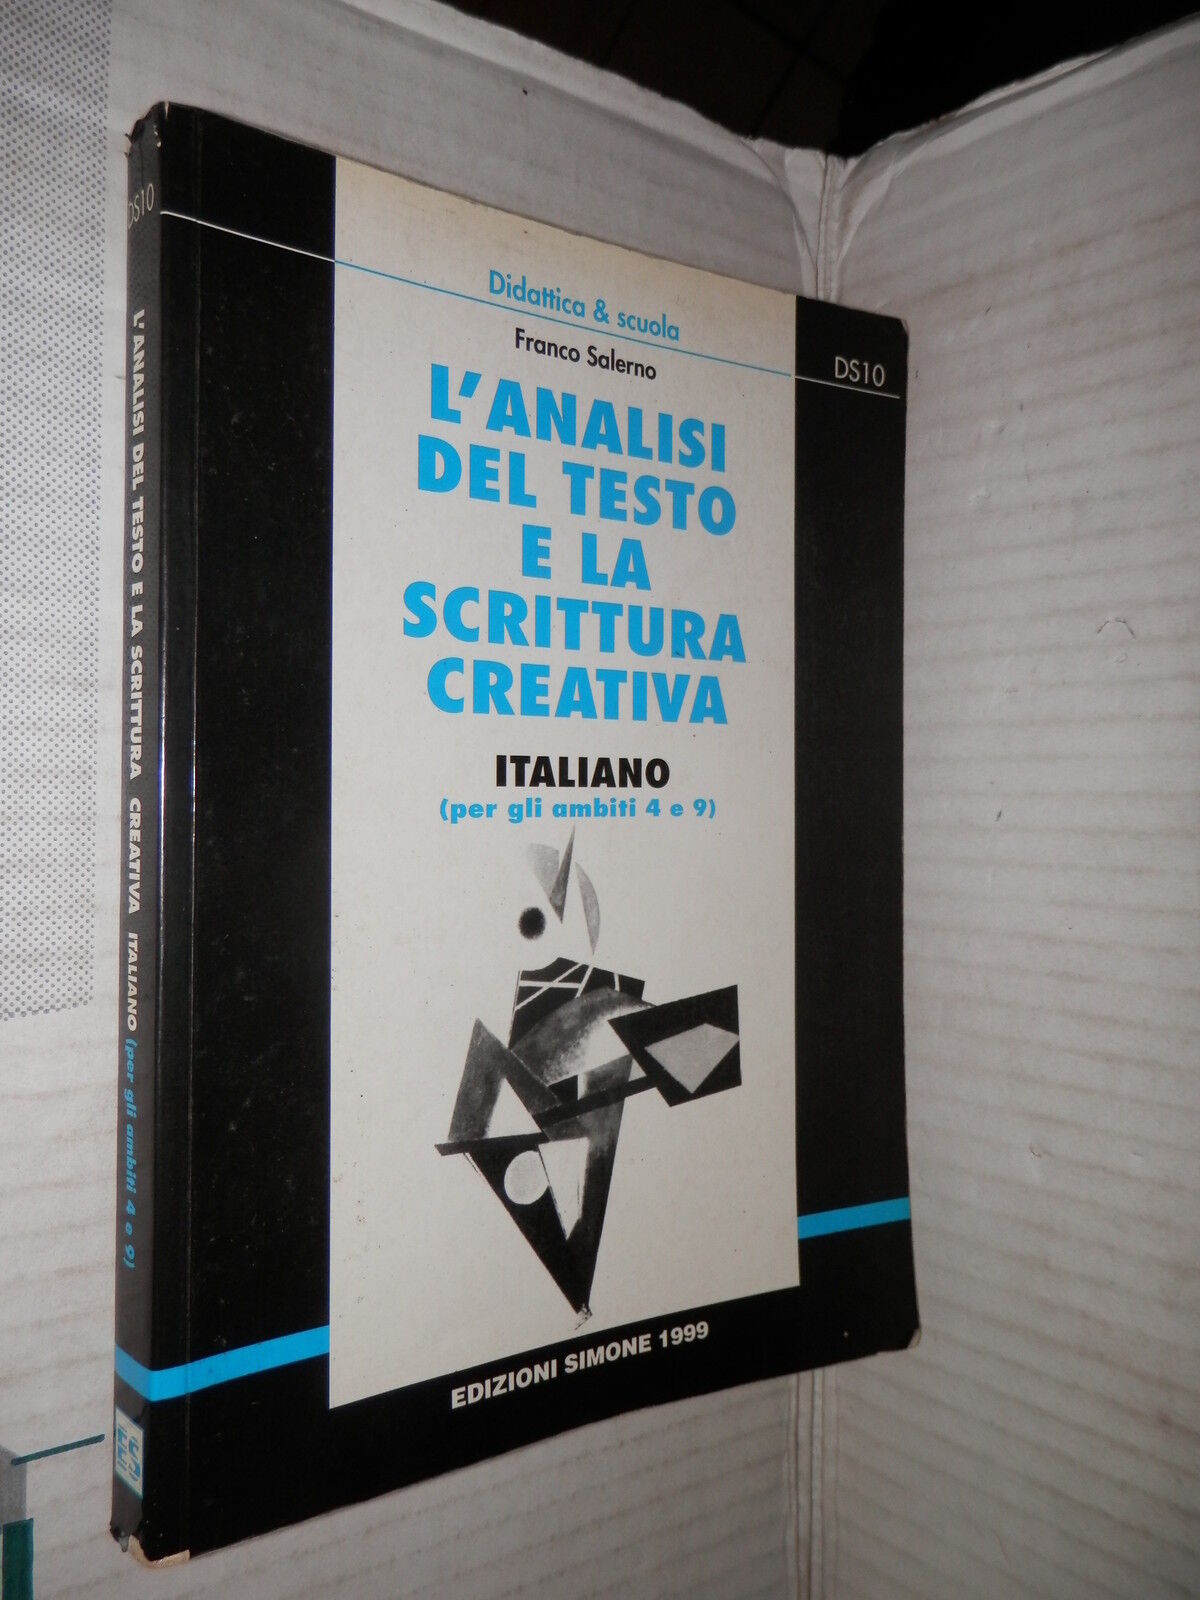 Didattica & scuola
Franco Salerno
DS10
L'ANALISI
DEL TESTO
E LA
SCRITTURA
CREATIVA
ITALIANO
(per gli ambiti 4 e 9)
EDIZIONI SIMONE 1999
DS10
L'ANALISI DEL TESTO E LA SCRITTURA CREATIVA ITALIANO (per gli ambiti 4 e 9)